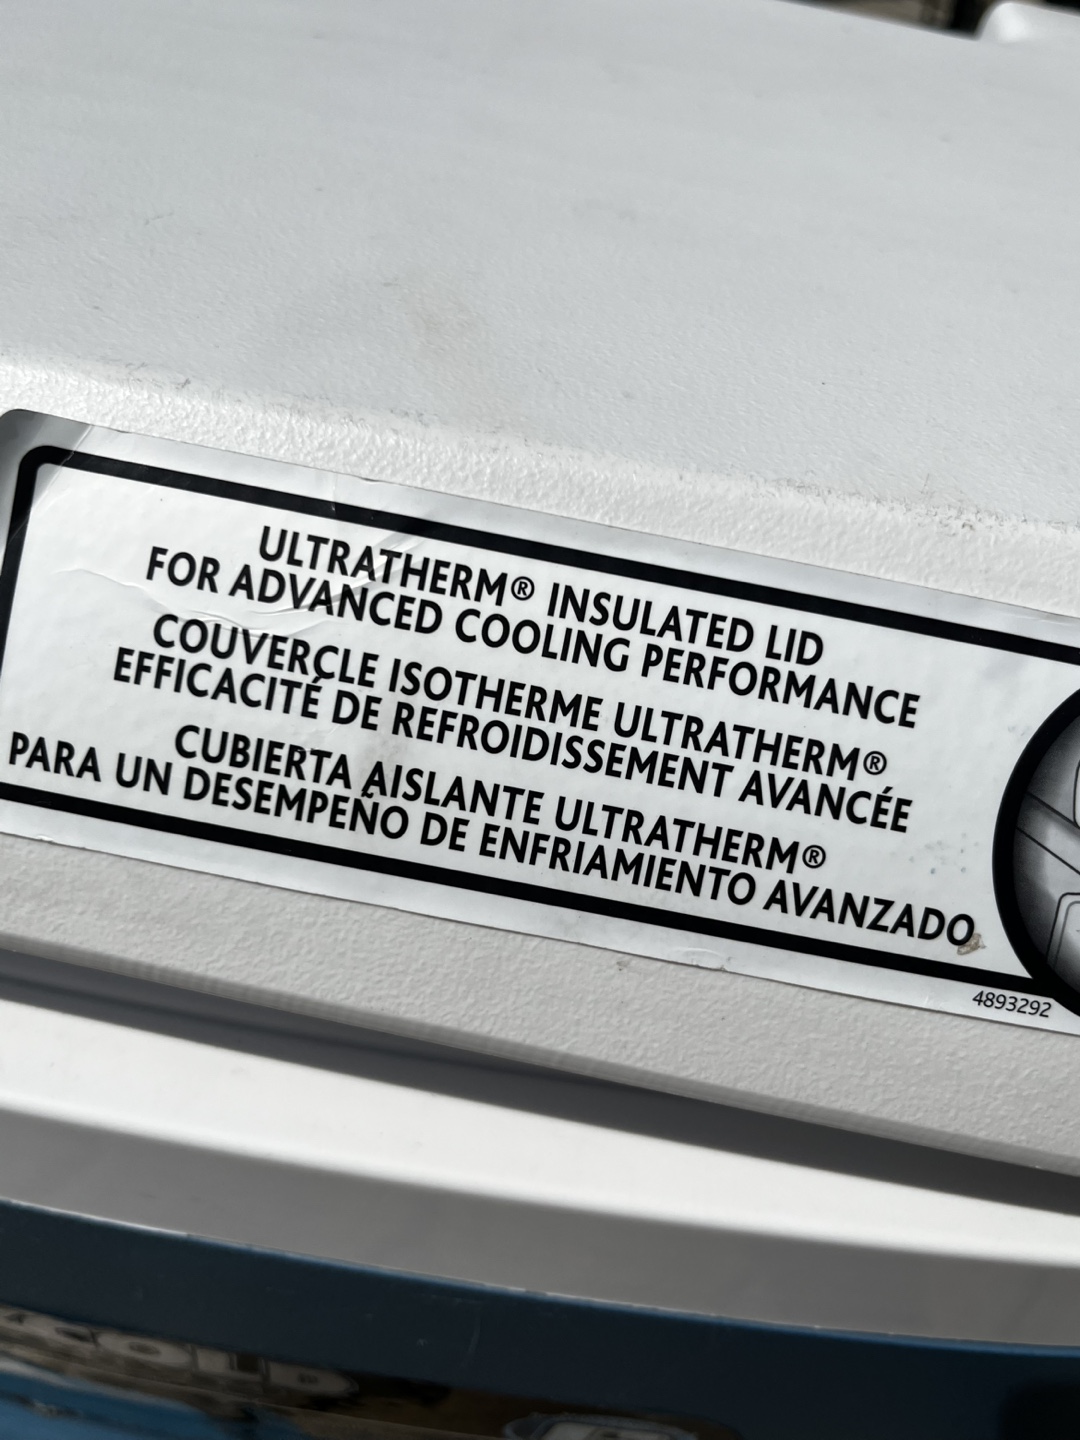 ULTRATHERM® INSULATED LID
FOR ADVANCED COOLING PERFORMANCE
COUVERCLE ISOTHERME ULTRATHERM®
EFFICACITÉ DE REFROIDISSEMENT AVANCÉE
CUBIERTA AISLANTE ULTRATHERM®
PARA UN DESEMPEÑO DE ENFRIAMIENTO AVANZADO
4893292